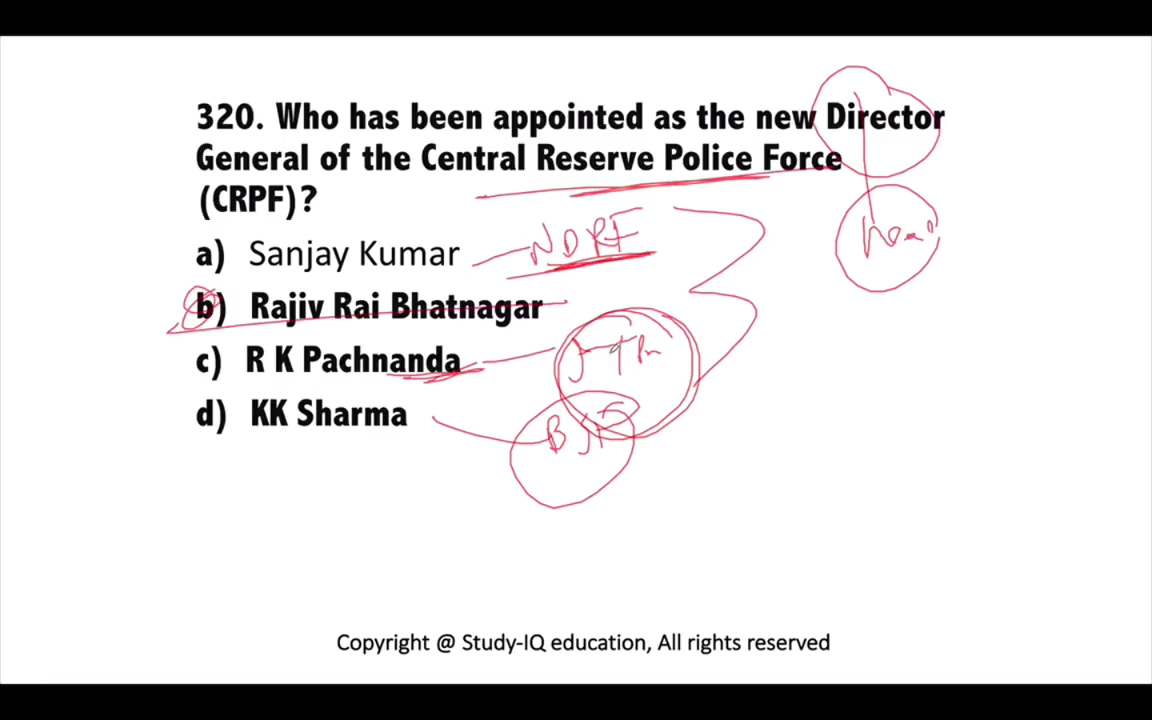 320. Who has been appointed as the new Director
General of the Central Reserve Police Force
(CRPF)?
a) Sanjay Kumar NDRF
b) Rajiv Rai Bhatnagar
c) R K Pachnanda
d) KK Sharma BSF
Copyright @ Study-IQ education, All rights reserved